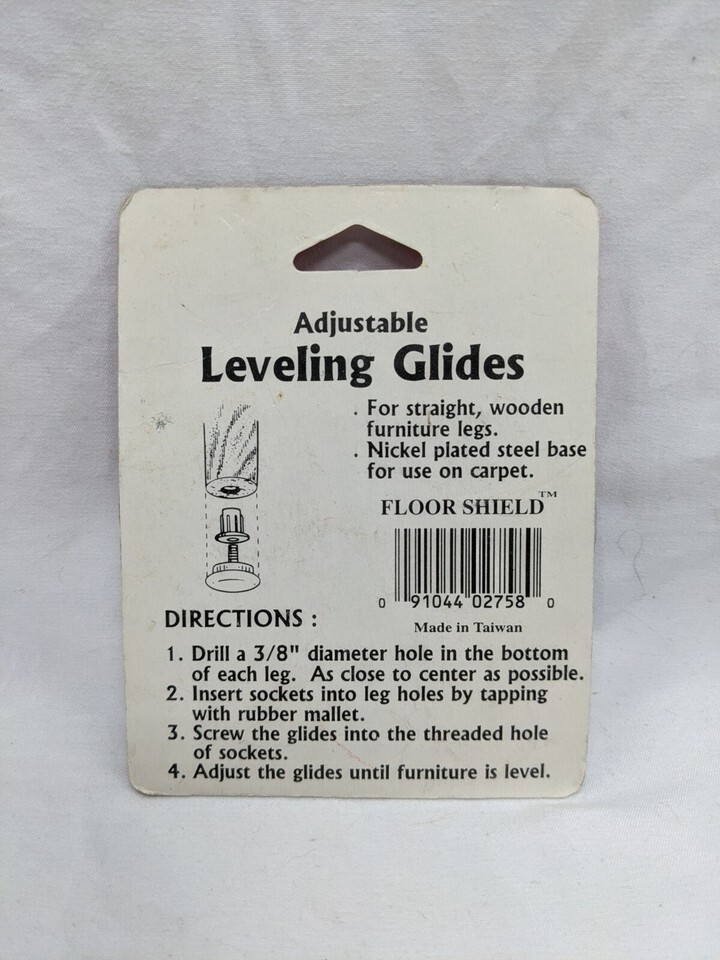 Adjustable
Leveling Glides
. For straight, wooden
furniture legs.
. Nickel plated steel base
for use on carpet.
FLOOR SHIELD™
0 91044 02758 0
Made in Taiwan
DIRECTIONS :
1. Drill a 3/8" diameter hole in the bottom
of each leg. As close to center as possible.
2. Insert sockets into leg holes by tapping
with rubber mallet.
3. Screw the glides into the threaded hole
of sockets.
4. Adjust the glides until furniture is level.